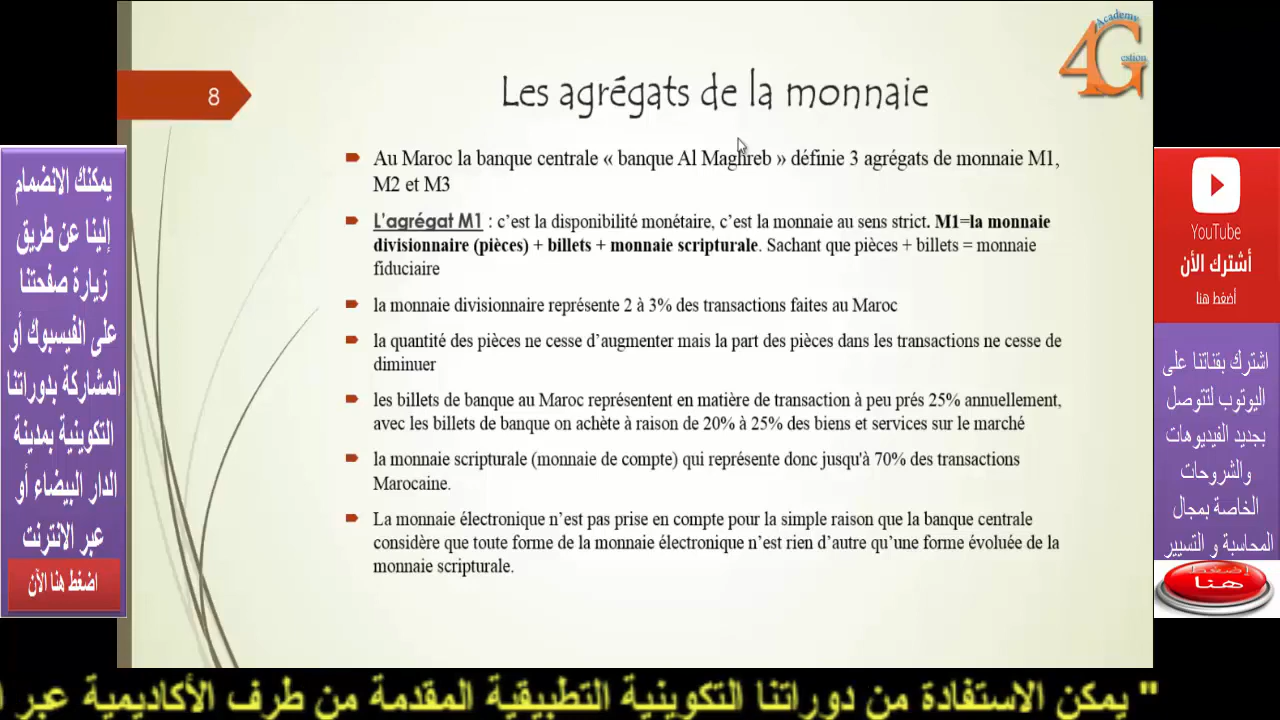 Academy
4G
estion
8
Les agrégats de la monnaie
Au Maroc la banque centrale « banque Al Maghreb » définie 3 agrégats de monnaie M1,
M2 et M3
L'agrégat M1 : c'est la disponibilité monétaire, c'est la monnaie au sens strict. M1=la monnaie
divisionnaire (pièces) + billets + monnaie scripturale. Sachant que pièces + billets = monnaie
fiduciaire
la monnaie divisionnaire représente 2 à 3% des transactions faites au Maroc
la quantité des pièces ne cesse d'augmenter mais la part des pièces dans les transactions ne cesse de
diminuer
les billets de banque au Maroc représentent en matière de transaction à peu prés 25% annuellement,
avec les billets de banque on achète à raison de 20% à 25% des biens et services sur le marché
la monnaie scripturale (monnaie de compte) qui représente donc jusqu'à 70% des transactions
Marocaine.
La monnaie électronique n'est pas prise en compte pour la simple raison que la banque centrale
considère que toute forme de la monnaie électronique n'est rien d'autre qu'une forme évoluée de la
monnaie scripturale.
يمكنك الانضمام
إلينا عن طريق
زيارة صفحتنا
على الفيسبوك أو
المشاركة بدوراتنا
التكوينية بمدينة
الدار البيضاء أو
عبر الانترنت
اضغط هنا الآن
YouTube
أشترك الأن
أضغط هنا
اشترك بقناتنا على
اليوتوب لتتوصل
بجديد الفيديوهات
والشروحات
الخاصة بمجال
المحاسبة و التسيير
إضغط
هنا
" يمكن الاستفادة من دوراتنا التكوينية التطبيقية المقدمة من طرف الأكاديمية عبر